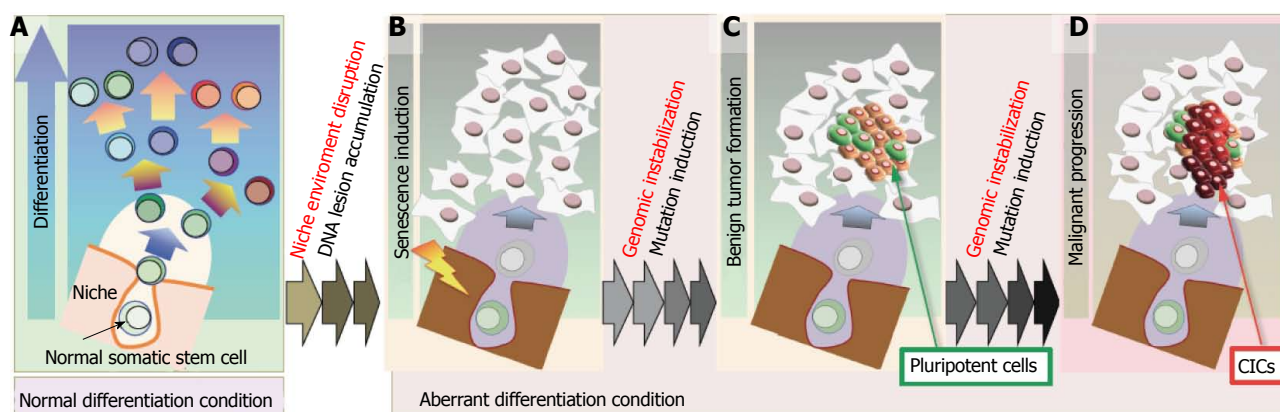 A
Differentiation
Niche
Normal somatic stem cell
Normal differentiation condition
Niche enviroment disruption
DNA lesion accumulation
B
Senescence induction
Genomic instabilization
Mutation induction
C
Benign tumor formation
Pluripotent cells
Genomic instabilization
Mutation induction
D
Malignant progression
CICs
Aberrant differentiation condition